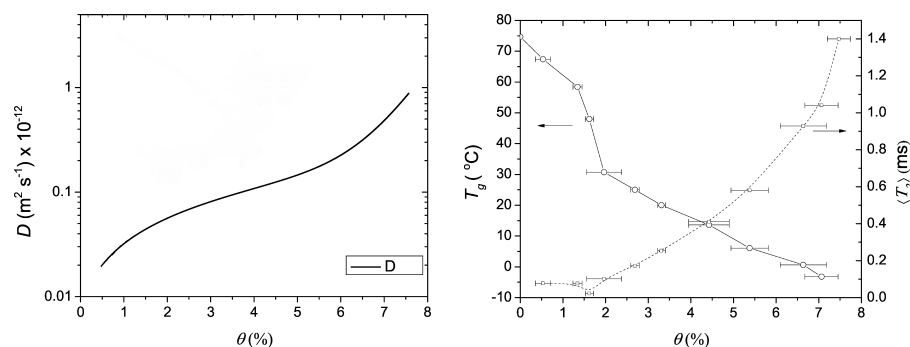 D (m² s⁻¹) x 10⁻¹²
1
0.1
0.01
D
0 1 2 3 4 5 6 7 8
θ (%)
T_g ( °C)
80
70
60
50
40
30
20
10
0
-10
0 1 2 3 4 5 6 7 8
θ (%)
1.4
1.2
1.0
0.8
0.6
0.4
0.2
0.0
⟨T₂⟩ (ms)